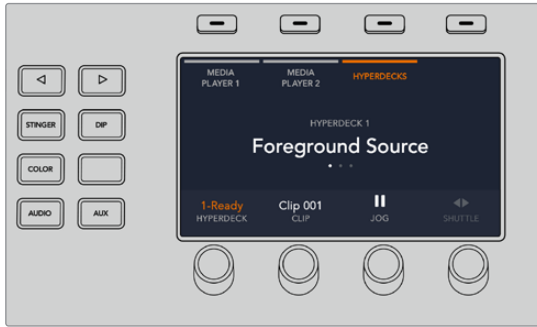 MEDIA
PLAYER 1
MEDIA
PLAYER 2
HYPERDECKS
HYPERDECK 1
Foreground Source
1-Ready
HYPERDECK
Clip 001
CLIP
JOG
SHUTTLE
STINGER
DIP
COLOR
AUDIO
AUX